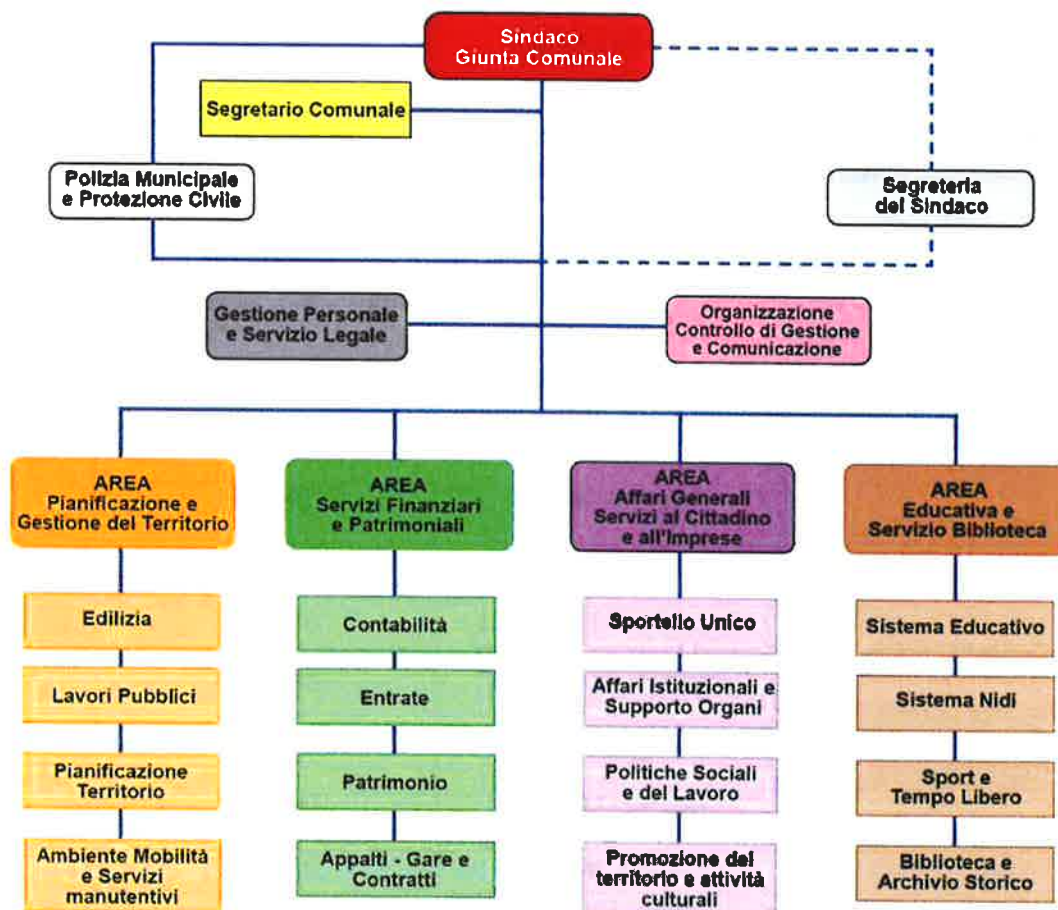 Sindaco
Giunta Comunale
Segretario Comunale
Polizia Municipale
e Protezione Civile
Segreteria
del Sindaco
Gestione Personale
e Servizio Legale
Organizzazione
Controllo di Gestione
e Comunicazione
AREA
Pianificazione e
Gestione del Territorio
AREA
Servizi Finanziari
e Patrimoniali
AREA
Affari Generali
Servizi al Cittadino
e all'Imprese
AREA
Educativa e
Servizio Biblioteca
Edilizia
Contabilità
Sportello Unico
Sistema Educativo
Lavori Pubblici
Entrate
Affari Istituzionali e
Supporto Organi
Sistema Nidi
Pianificazione
Territorio
Patrimonio
Politiche Sociali
e del Lavoro
Sport e
Tempo Libero
Ambiente Mobilità
e Servizi
manutentivi
Appalti - Gare e
Contratti
Promozione del
territorio e attività
culturali
Biblioteca e
Archivio Storico